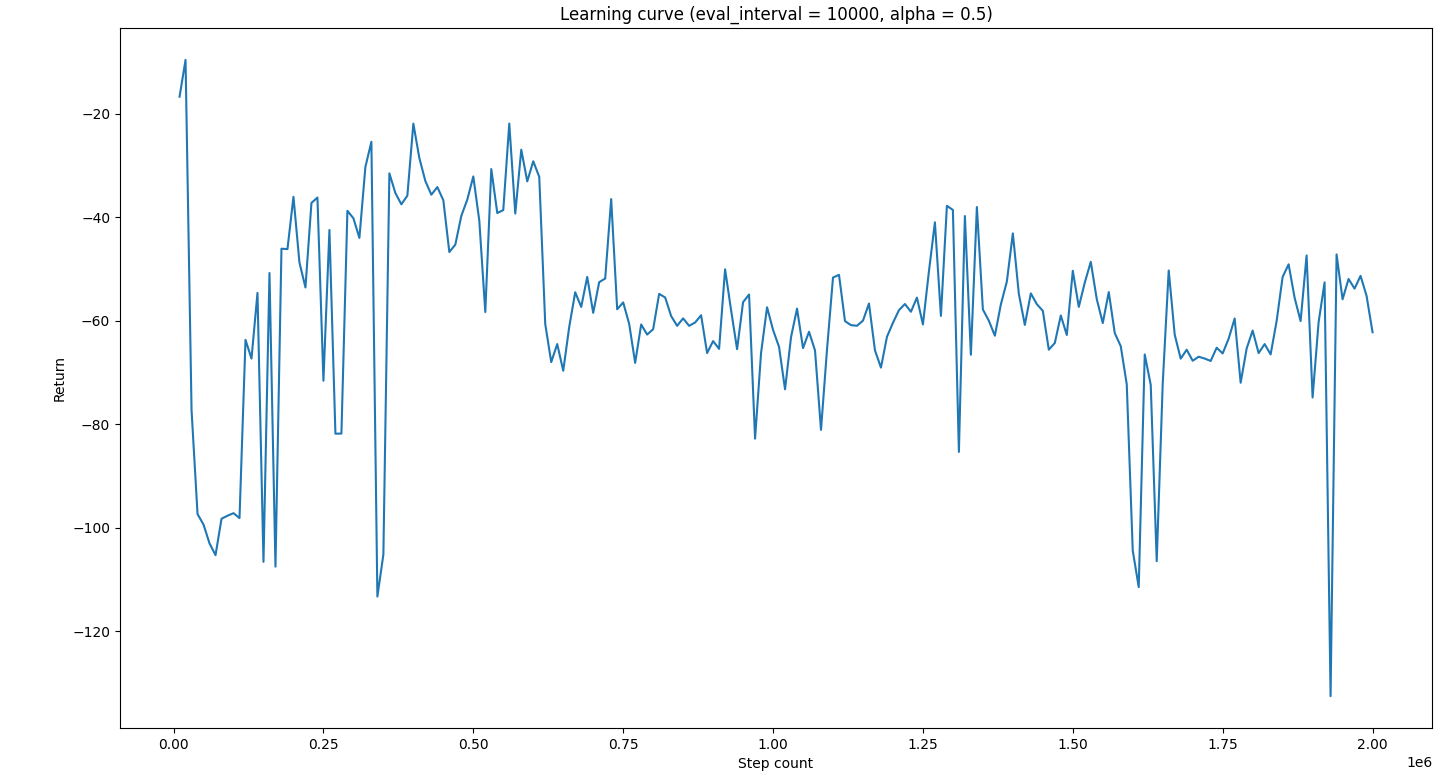 Learning curve (eval_interval = 10000, alpha = 0.5)
Return
−20
−40
−60
−80
−100
−120
0.00 0.25 0.50 0.75 1.00 1.25 1.50 1.75 2.00
1e6
Step count